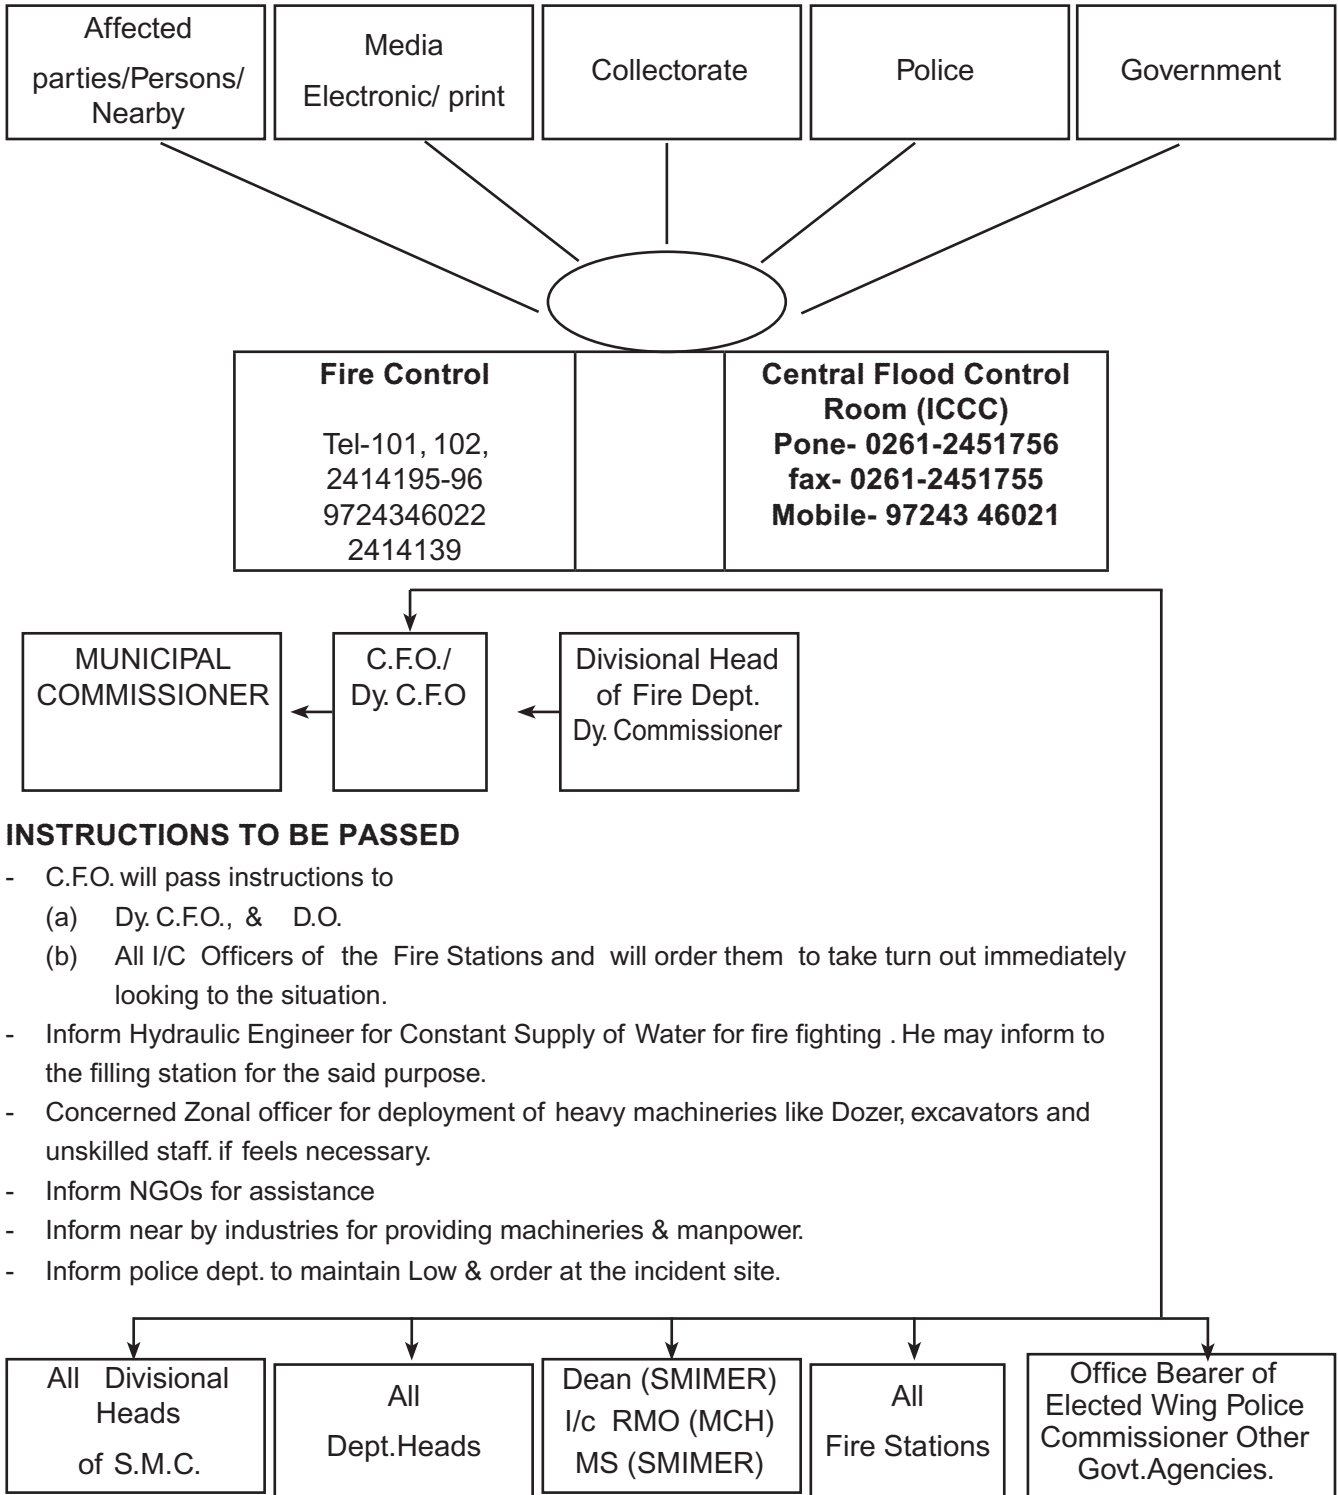 Affected
parties/Persons/
Nearby
Media
Electronic/ print
Collectorate
Police
Government
Fire Control
Tel-101, 102,
2414195-96
9724346022
2414139
Central Flood Control
Room (ICCC)
Pone- 0261-2451756
fax- 0261-2451755
Mobile- 97243 46021
MUNICIPAL
COMMISSIONER
C.F.O./
Dy. C.F.O
Divisional Head
of Fire Dept.
Dy. Commissioner
INSTRUCTIONS TO BE PASSED
- C.F.O. will pass instructions to
(a) Dy. C.F.O., & D.O.
(b) All I/C Officers of the Fire Stations and will order them to take turn out immediately
looking to the situation.
- Inform Hydraulic Engineer for Constant Supply of Water for fire fighting . He may inform to
the filling station for the said purpose.
- Concerned Zonal officer for deployment of heavy machineries like Dozer, excavators and
unskilled staff. if feels necessary.
- Inform NGOs for assistance
- Inform near by industries for providing machineries & manpower.
- Inform police dept. to maintain Low & order at the incident site.
All Divisional
Heads
of S.M.C.
All
Dept.Heads
Dean (SMIMER)
I/c RMO (MCH)
MS (SMIMER)
All
Fire Stations
Office Bearer of
Elected Wing Police
Commissioner Other
Govt.Agencies.